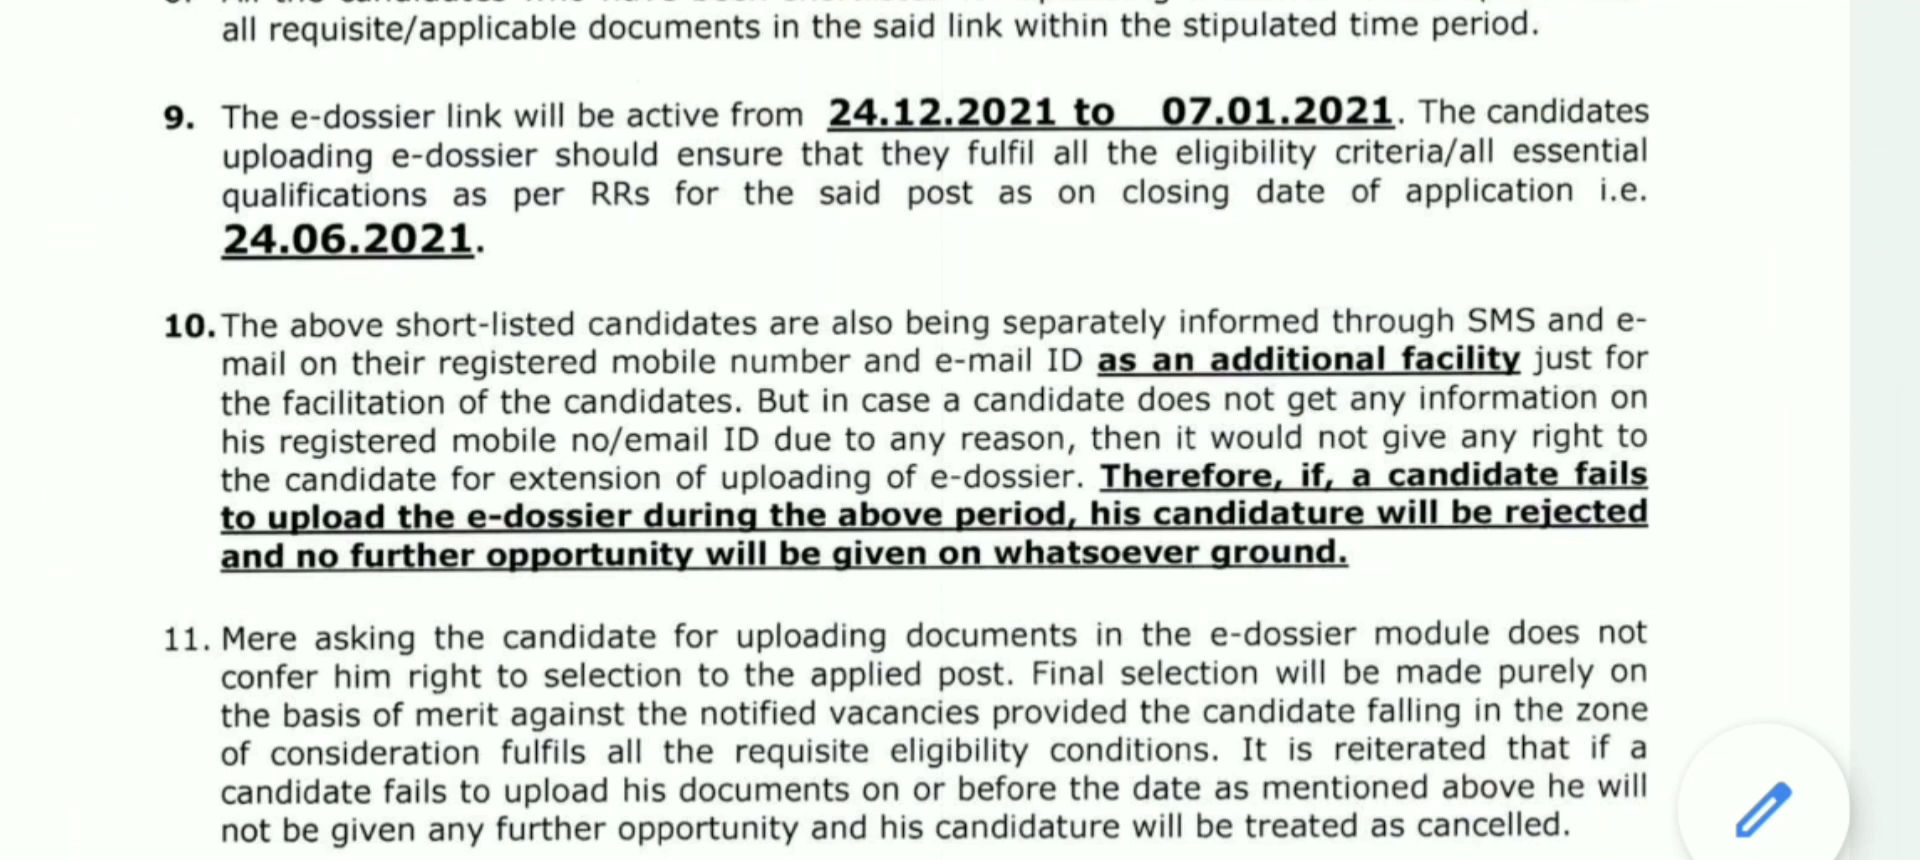 all requisite/applicable documents in the said link within the stipulated time period.
9. The e-dossier link will be active from 24.12.2021 to 07.01.2021. The candidates
uploading e-dossier should ensure that they fulfil all the eligibility criteria/all essential
qualifications as per RRs for the said post as on closing date of application i.e.
24.06.2021.
10. The above short-listed candidates are also being separately informed through SMS and e-
mail on their registered mobile number and e-mail ID as an additional facility just for
the facilitation of the candidates. But in case a candidate does not get any information on
his registered mobile no/email ID due to any reason, then it would not give any right to
the candidate for extension of uploading of e-dossier. Therefore, if, a candidate fails
to upload the e-dossier during the above period, his candidature will be rejected
and no further opportunity will be given on whatsoever ground.
11. Mere asking the candidate for uploading documents in the e-dossier module does not
confer him right to selection to the applied post. Final selection will be made purely on
the basis of merit against the notified vacancies provided the candidate falling in the zone
of consideration fulfils all the requisite eligibility conditions. It is reiterated that if a
candidate fails to upload his documents on or before the date as mentioned above he will
not be given any further opportunity and his candidature will be treated as cancelled.